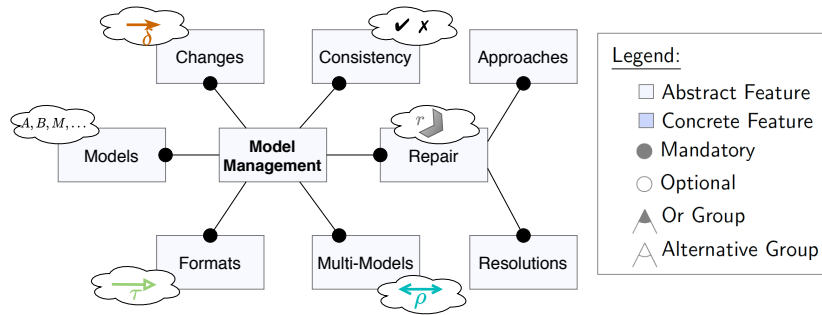 δ
✔ ✗
Changes
Consistency
Approaches
A, B, M, . . .
r
Models
Model
Management
Repair
Formats
Multi-Models
Resolutions
τ
ρ
Legend:
Abstract Feature
Concrete Feature
Mandatory
Optional
Or Group
Alternative Group